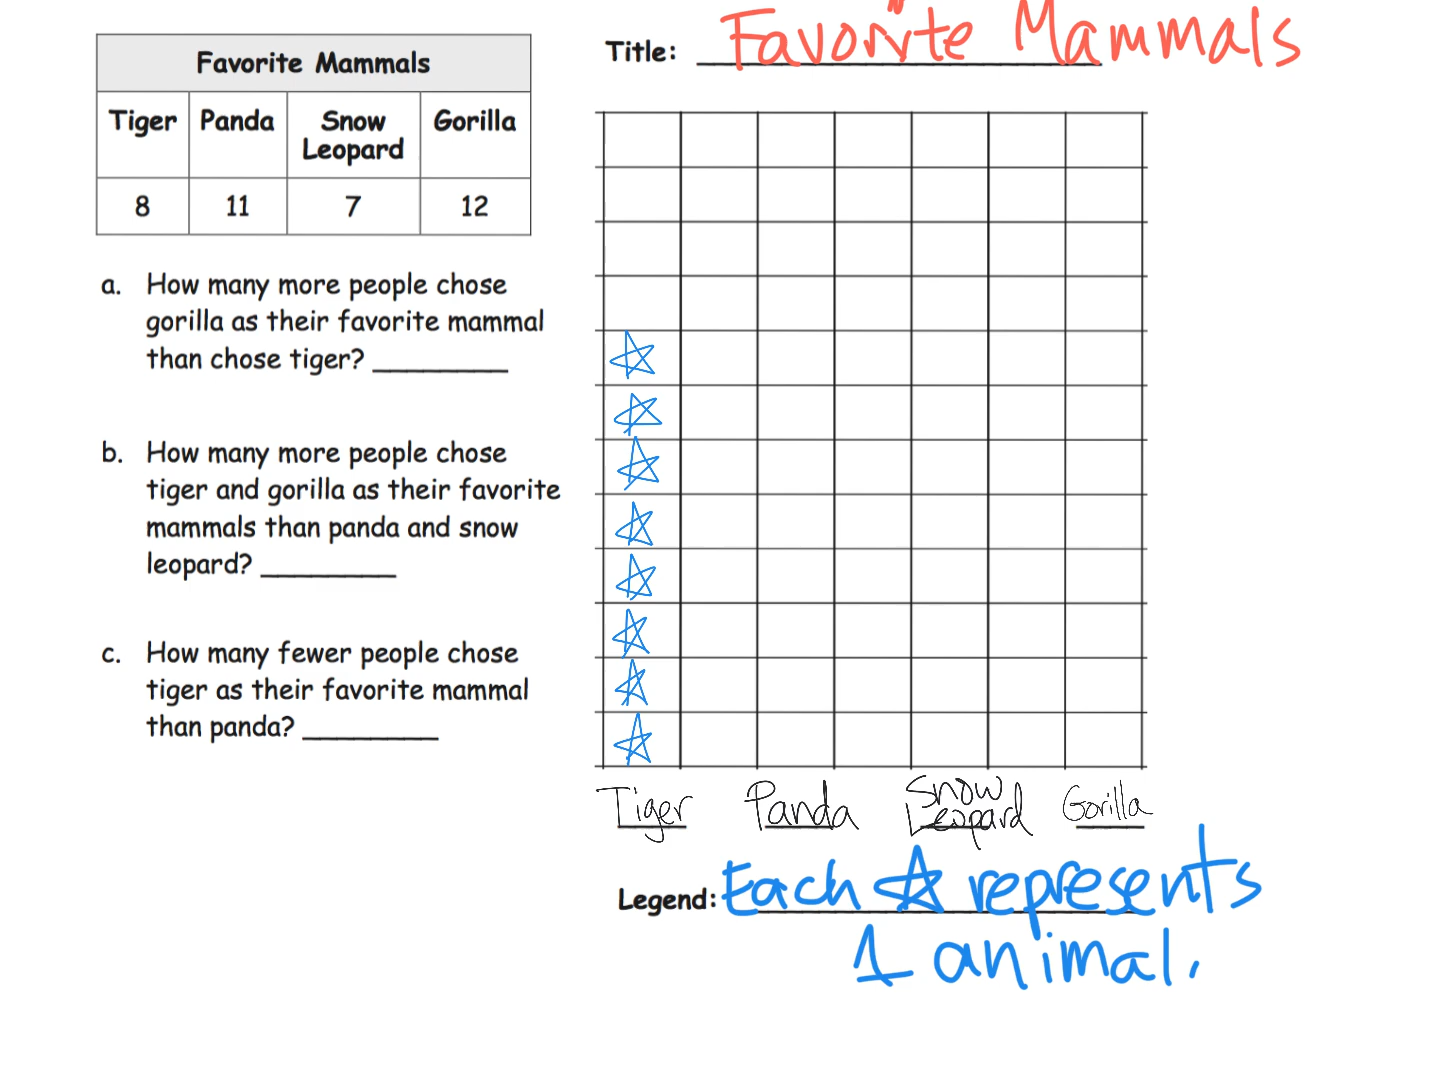 Favorite Mammals
Tiger Panda Snow Leopard Gorilla
8 11 7 12
a. How many more people chose
gorilla as their favorite mammal
than chose tiger?
b. How many more people chose
tiger and gorilla as their favorite
mammals than panda and snow
leopard?
c. How many fewer people chose
tiger as their favorite mammal
than panda?
Title: Favorite Mammals
Tiger Panda Snow Leopard Gorilla
Legend: Each ☆ represents
1 animal.